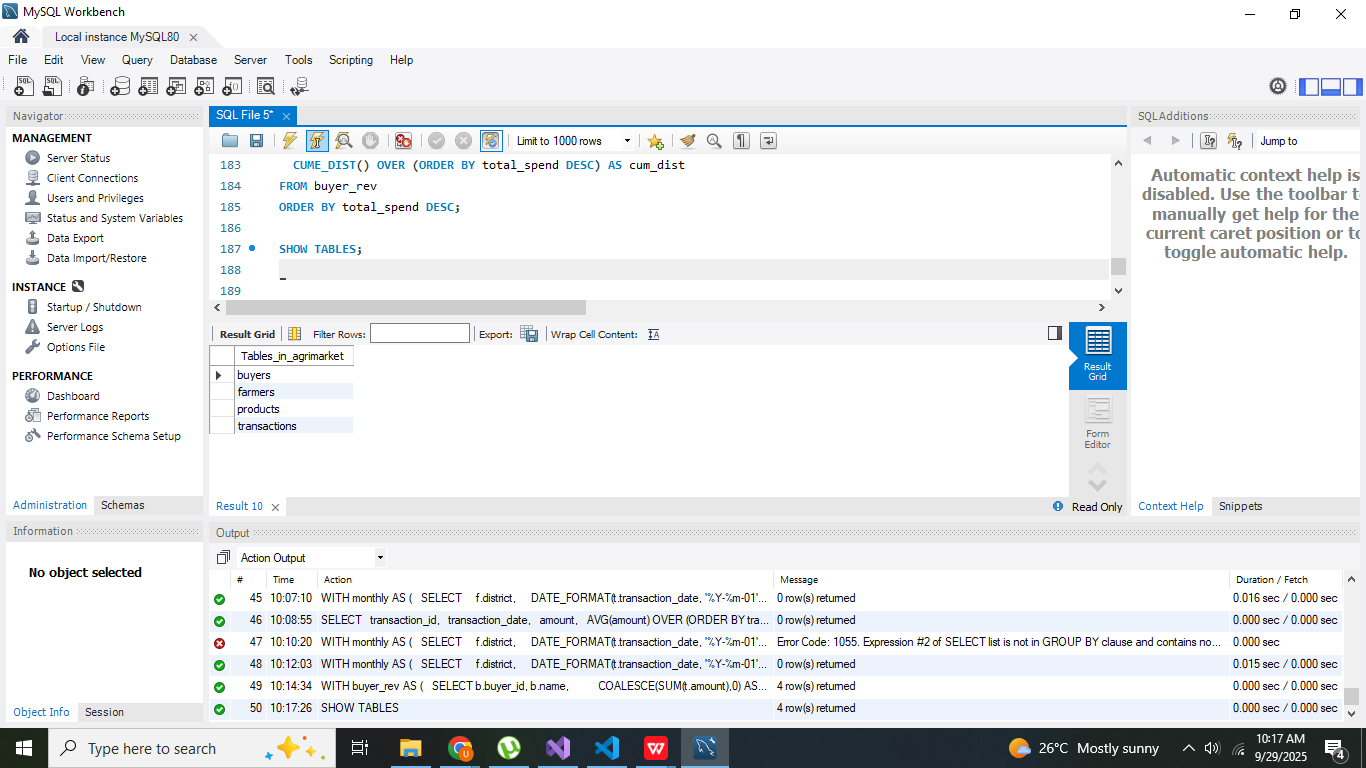 MySQL Workbench
Local instance MySQL80
File Edit View Query Database Server Tools Scripting Help
Navigator
MANAGEMENT
Server Status
Client Connections
Users and Privileges
Status and System Variables
Data Export
Data Import/Restore
INSTANCE
Startup / Shutdown
Server Logs
Options File
PERFORMANCE
Dashboard
Performance Reports
Performance Schema Setup
Administration Schemas
Information
No object selected
Object Info Session
SQL File 5*
Limit to 1000 rows
183 CUME_DIST() OVER (ORDER BY total_spend DESC) AS cum_dist
184 FROM buyer_rev
185 ORDER BY total_spend DESC;
186
187 SHOW TABLES;
188
189
Result Grid Filter Rows: Export: Wrap Cell Content:
Tables_in_agrimarket
buyers
farmers
products
transactions
Result Grid
Form Editor
Result 10
Read Only
SQLAdditions
Jump to
Automatic context help is
disabled. Use the toolbar t
manually get help for the
current caret position or to
toggle automatic help.
Context Help Snippets
Output
Action Output
# Time Action Message Duration / Fetch
45 10:07:10 WITH monthly AS ( SELECT f.district, DATE_FORMAT(t.transaction_date, '%Y-%m-01'... 0 row(s) returned 0.016 sec / 0.000 sec
46 10:08:55 SELECT transaction_id, transaction_date, amount, AVG(amount) OVER (ORDER BY tra... 0 row(s) returned 0.000 sec / 0.000 sec
47 10:10:20 WITH monthly AS ( SELECT f.district, DATE_FORMAT(t.transaction_date, '%Y-%m-01'... Error Code: 1055. Expression #2 of SELECT list is not in GROUP BY clause and contains no... 0.000 sec
48 10:12:03 WITH monthly AS ( SELECT f.district, DATE_FORMAT(t.transaction_date, '%Y-%m-01'... 0 row(s) returned 0.015 sec / 0.000 sec
49 10:14:34 WITH buyer_rev AS ( SELECT b.buyer_id, b.name, COALESCE(SUM(t.amount),0) AS... 4 row(s) returned 0.000 sec / 0.000 sec
50 10:17:26 SHOW TABLES 4 row(s) returned 0.000 sec / 0.000 sec
Type here to search
26°C Mostly sunny
10:17 AM
9/29/2025
4